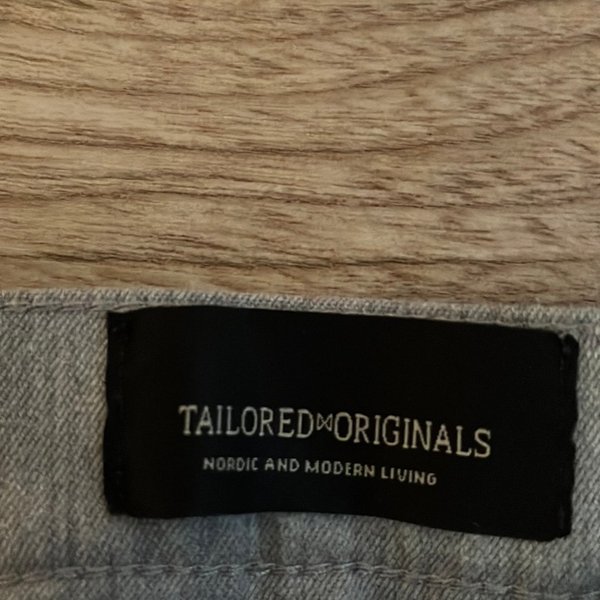 TAILORED⋈ORIGINALS
NORDIC AND MODERN LIVING